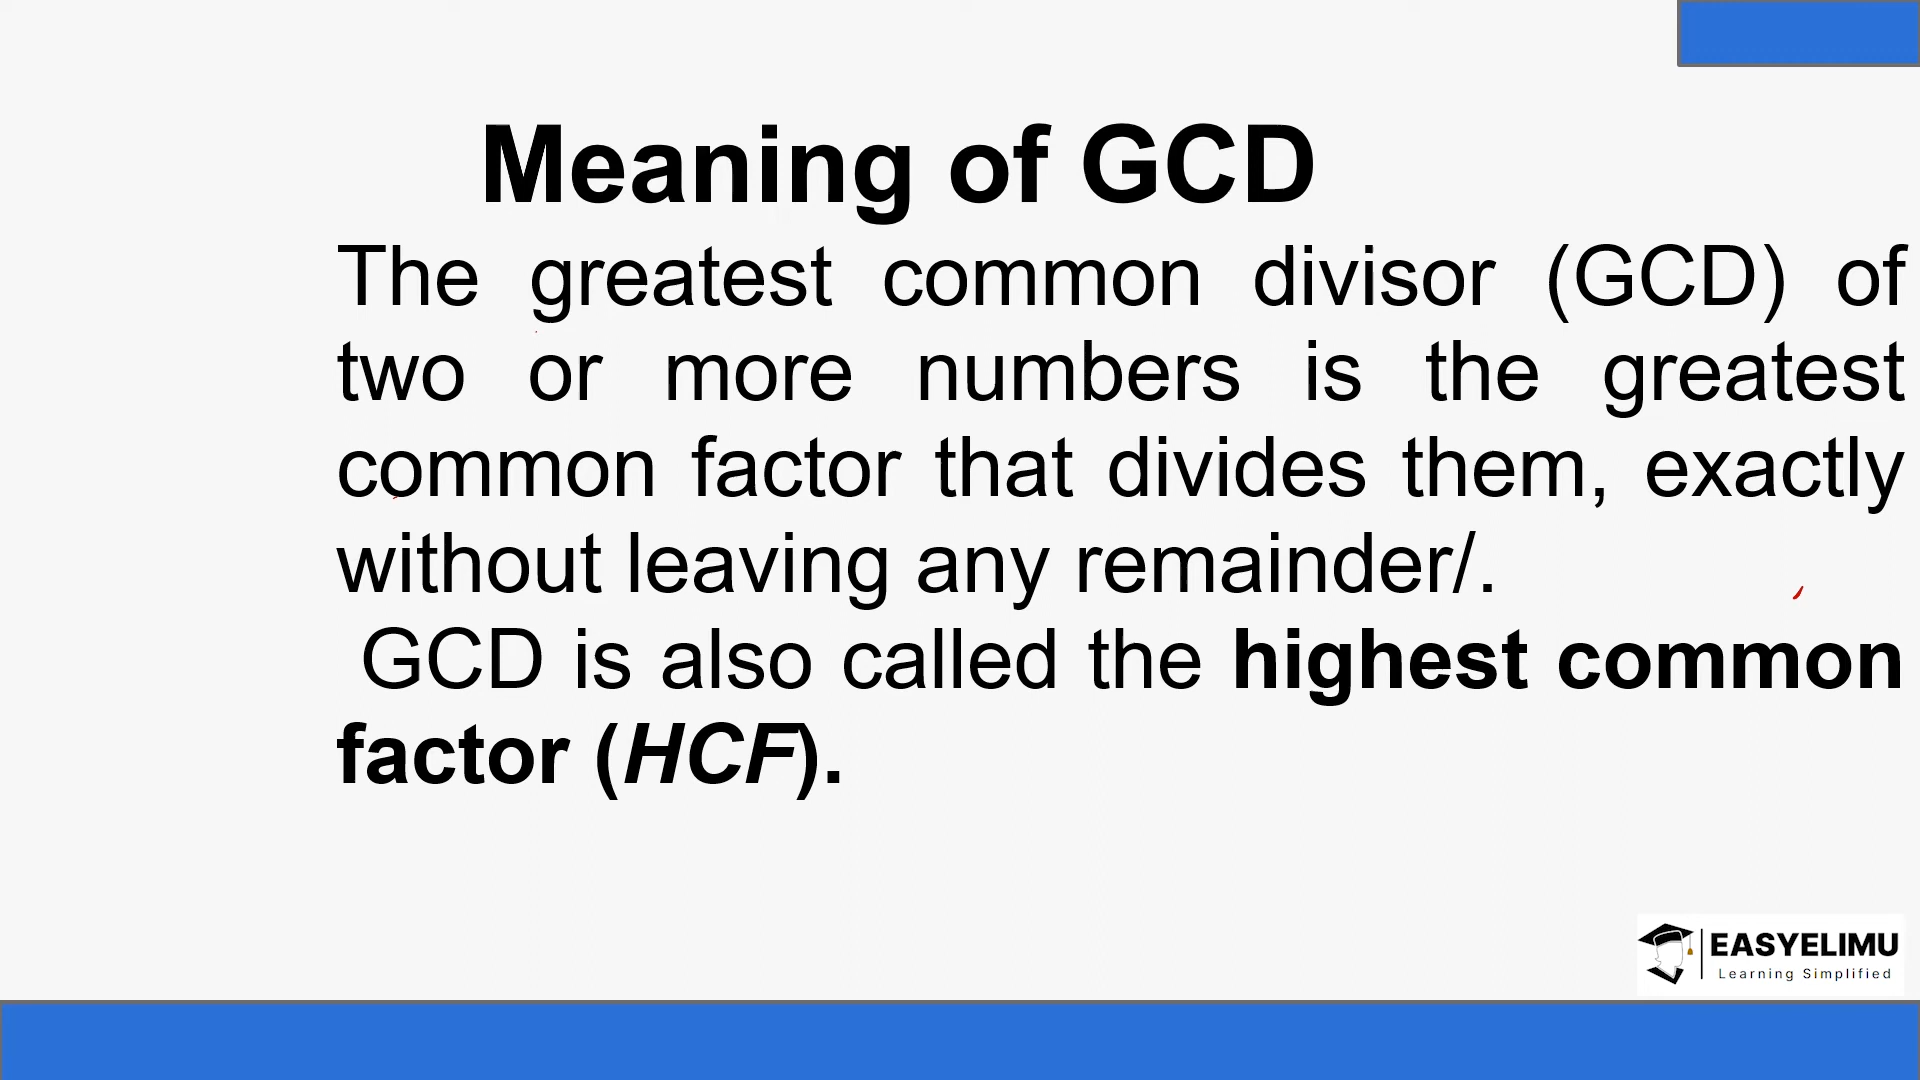 Meaning of GCD
The greatest common divisor (GCD) of
two or more numbers is the greatest
common factor that divides them, exactly
without leaving any remainder/.
GCD is also called the highest common
factor (HCF).
EASYELIMU
Learning Simplified